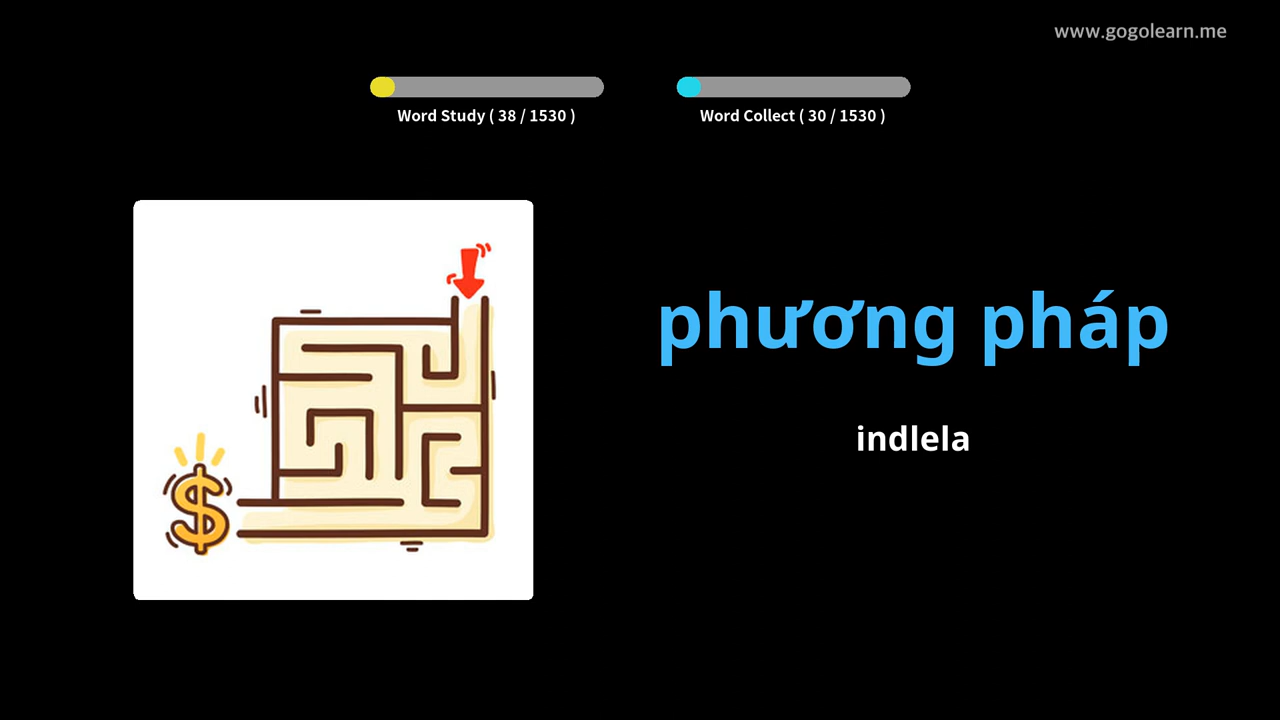 www.gogolearn.me
Word Study ( 38 / 1530 )
Word Collect ( 30 / 1530 )
phương pháp
indlela